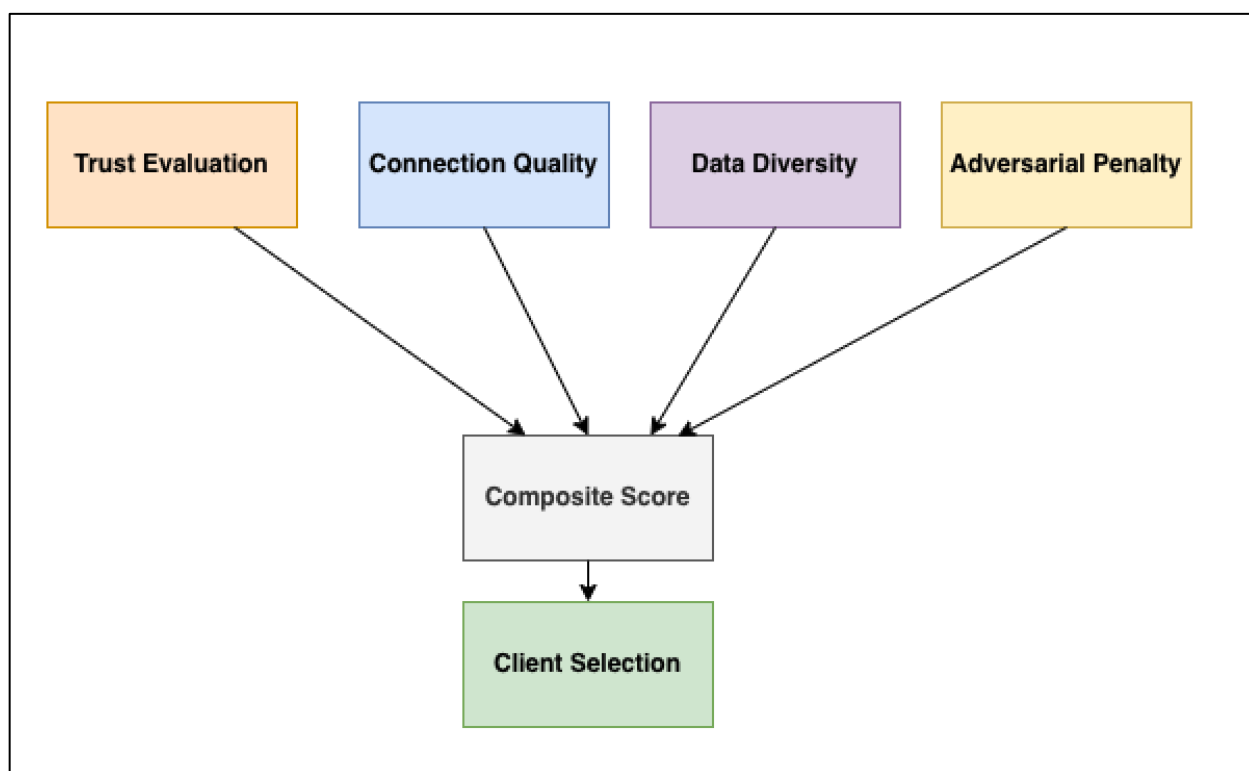 Trust Evaluation
Connection Quality
Data Diversity
Adversarial Penalty
Composite Score
Client Selection